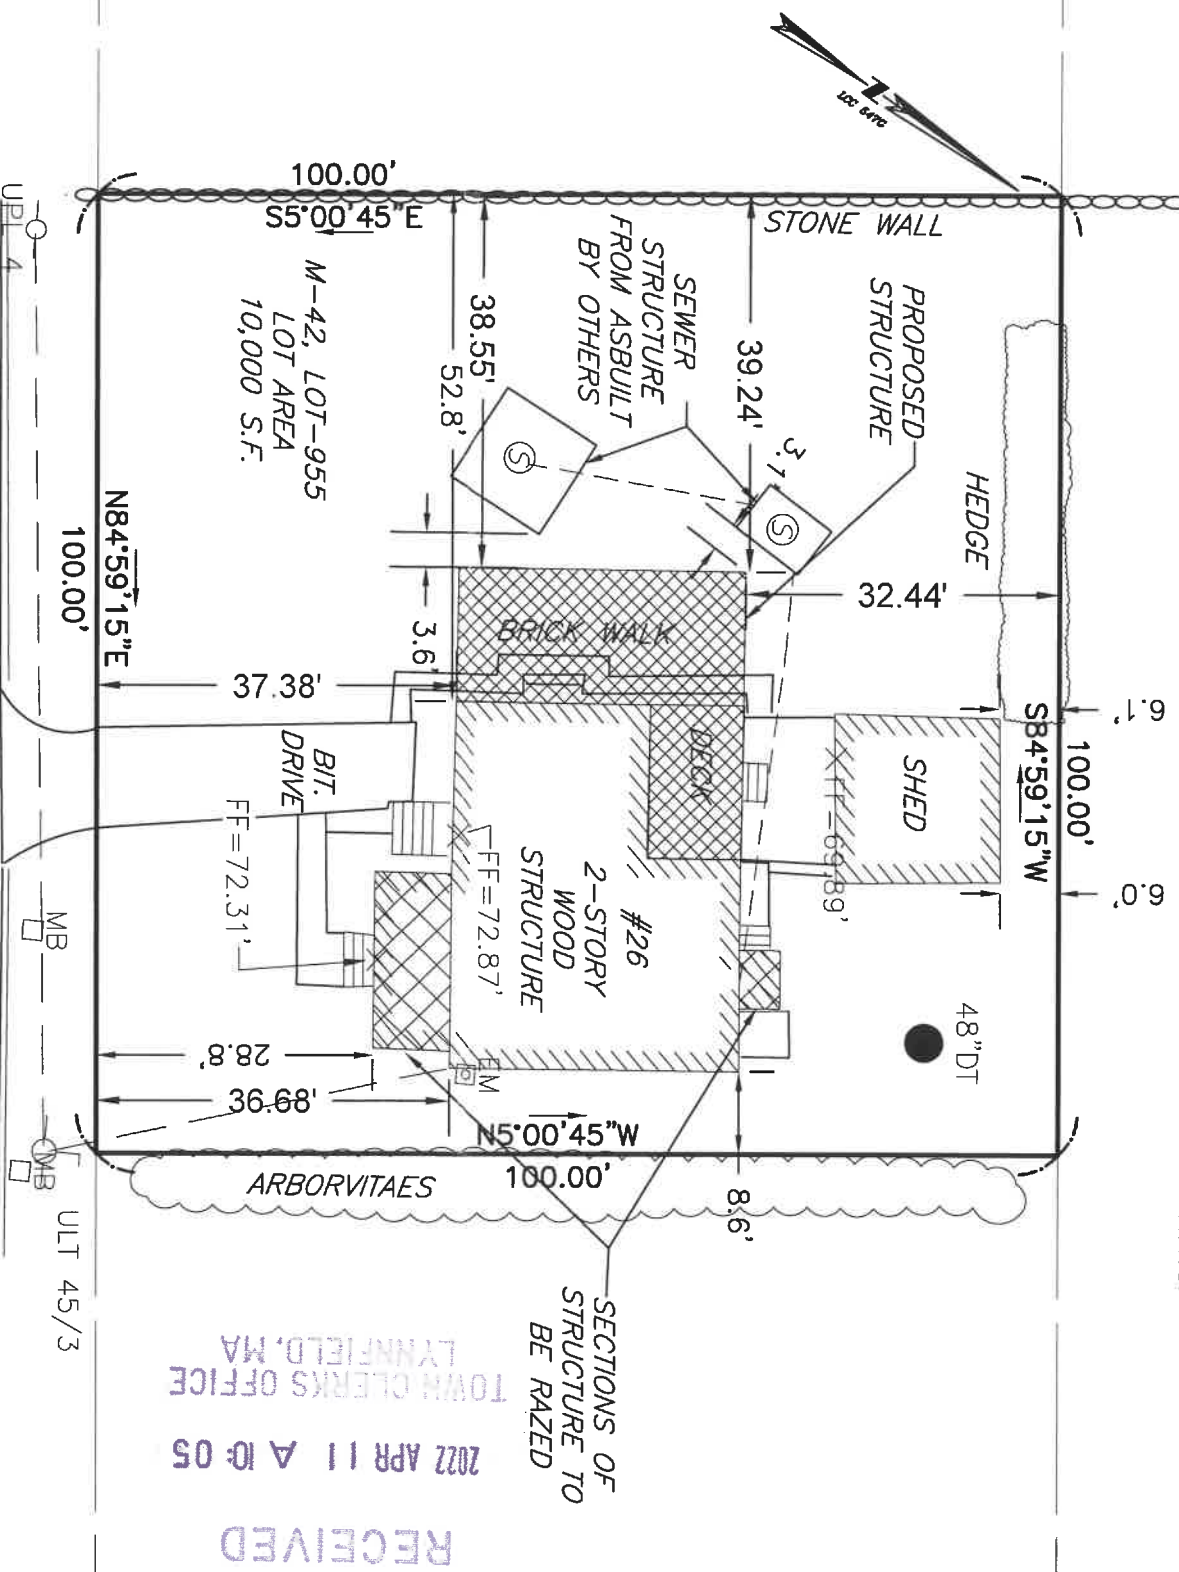 N
LCC 647C
100.00'
S5°00'45"E
STONE WALL
UPL 4
M-42, LOT-955
LOT AREA
10,000 S.F.
SEWER
STRUCTURE
FROM ASBUILT
BY OTHERS
PROPOSED
STRUCTURE
HEDGE
38.55'
52.8'
39.24'
3.1'
S
S
32.44'
3.6'
BRICK WALK
N84°59'15"E
100.00'
37.38'
6.1'
S84°59'15"W
100.00'
6.0'
DECK
SHED
BIT.
DRIVE
FF=69.89'
FF=72.31'
FF=72.87'
#26
2-STORY
WOOD
STRUCTURE
MB
48"DT
28.8'
36.68'
EM
N5°00'45"W
100.00'
8.6'
MB
ARBORVITAES
ULT 45/3
SECTIONS OF
STRUCTURE TO
BE RAZED
RECEIVED
2022 APR 11 A 10: 05
TOWN CLERKS OFFICE
LYNNFIELD, MA